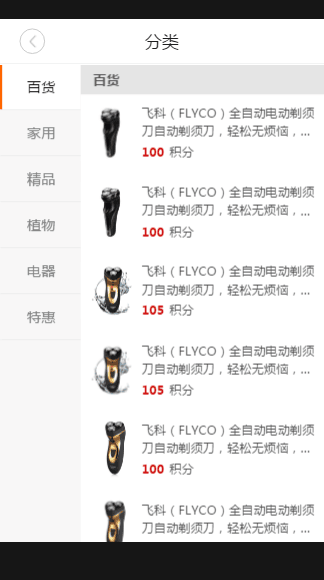 分类
百货
家用
精品
植物
电器
特惠
百货
飞科（FLYCO）全自动电动剃须
刀自动剃须刀，轻松无烦恼，...
100 积分
飞科（FLYCO）全自动电动剃须
刀自动剃须刀，轻松无烦恼，...
100 积分
飞科（FLYCO）全自动电动剃须
刀自动剃须刀，轻松无烦恼，...
105 积分
飞科（FLYCO）全自动电动剃须
刀自动剃须刀，轻松无烦恼，...
105 积分
飞科（FLYCO）全自动电动剃须
刀自动剃须刀，轻松无烦恼，...
100 积分
飞科（FLYCO）全自动电动剃须
刀自动剃须刀，轻松无烦恼，...